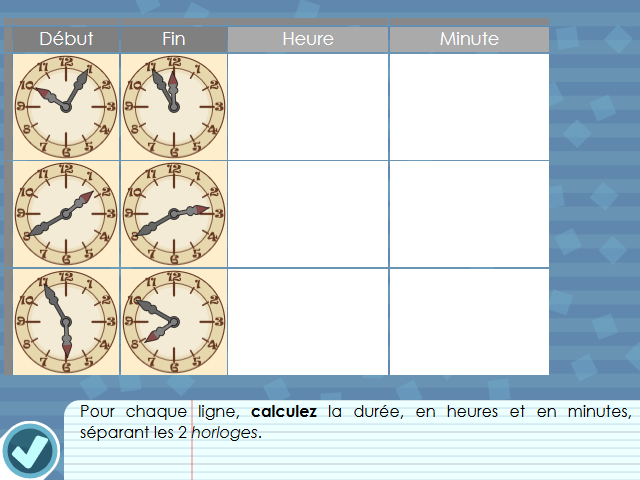 Début Fin Heure Minute
12 1 2 3 4 5 6 7 8 9 10 11
12 1 2 3 4 5 6 7 8 9 10 11
12 1 2 3 4 5 6 7 8 9 10 11
12 1 2 3 4 5 6 7 8 9 10 11
12 1 2 3 4 5 6 7 8 9 10 11
12 1 2 3 4 5 6 7 8 9 10 11
Pour chaque ligne, calculez la durée, en heures et en minutes,
séparant les 2 horloges.